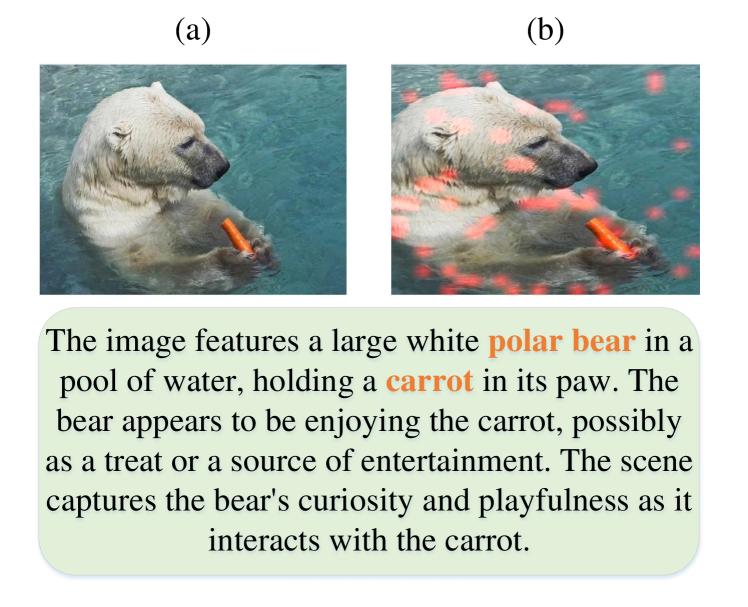 (a) (b)
The image features a large white polar bear in a
pool of water, holding a carrot in its paw. The
bear appears to be enjoying the carrot, possibly
as a treat or a source of entertainment. The scene
captures the bear's curiosity and playfulness as it
interacts with the carrot.